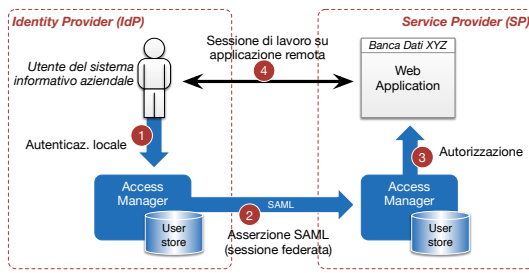 Identity Provider (IdP)
Service Provider (SP)
Utente del sistema
informativo aziendale
Sessione di lavoro su
applicazione remota
4
Banca Dati XYZ
Web
Application
1
Autenticaz. locale
3
Autorizzazione
Access
Manager
User
store
SAML
2
Asserzione SAML
(sessione federata)
Access
Manager
User
store